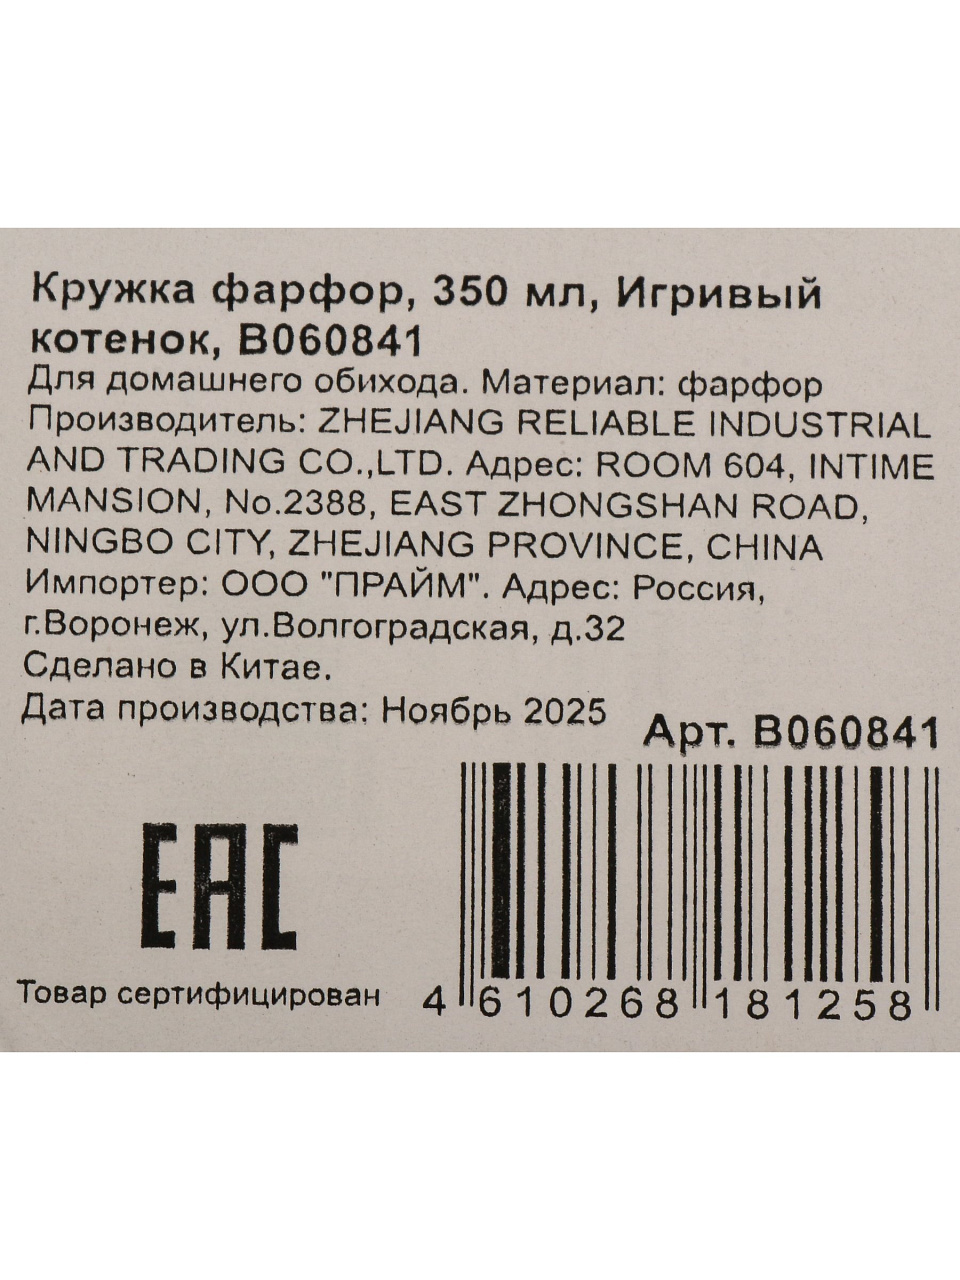 Кружка фарфор, 350 мл, Игривый
котенок, B060841
Для домашнего обихода. Материал: фарфор
Производитель: ZHEJIANG RELIABLE INDUSTRIAL
AND TRADING CO.,LTD. Адрес: ROOM 604, INTIME
MANSION, No.2388, EAST ZHONGSHAN ROAD,
NINGBO CITY, ZHEJIANG PROVINCE, CHINA
Импортер: ООО "ПРАЙМ". Адрес: Россия,
г.Воронеж, ул.Волгоградская, д.32
Сделано в Китае.
Дата производства: Ноябрь 2025
Арт. B060841
EAC
Товар сертифицирован
4 610268 181258